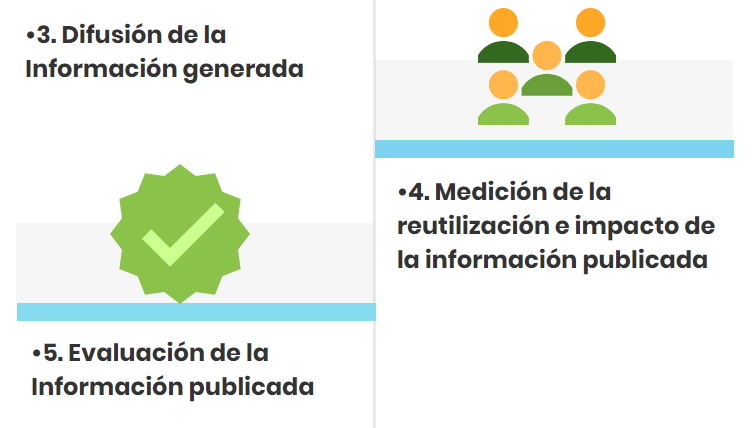 •3. Difusión de la
Información generada
•4. Medición de la
reutilización e impacto de
la información publicada
•5. Evaluación de la
Información publicada